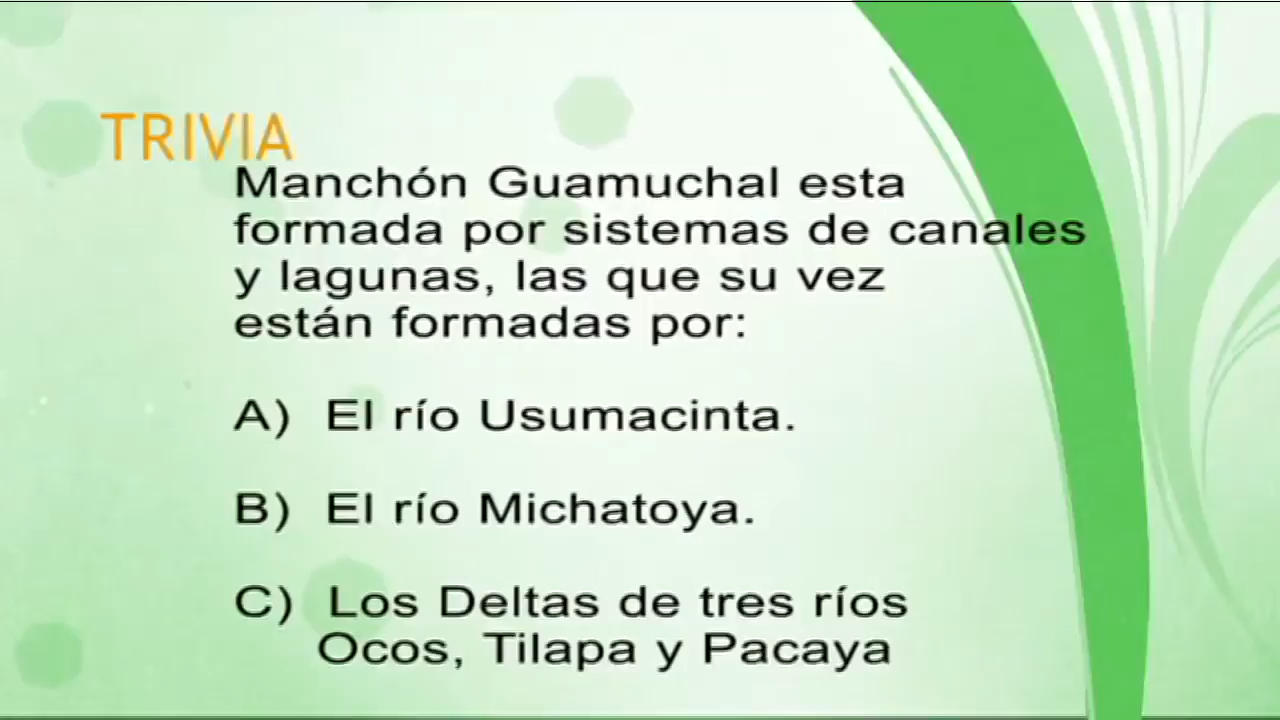 TRIVIA
Manchón Guamuchal esta
formada por sistemas de canales
y lagunas, las que su vez
están formadas por:
A) El río Usumacinta.
B) El río Michatoya.
C) Los Deltas de tres ríos
Ocos, Tilapa y Pacaya